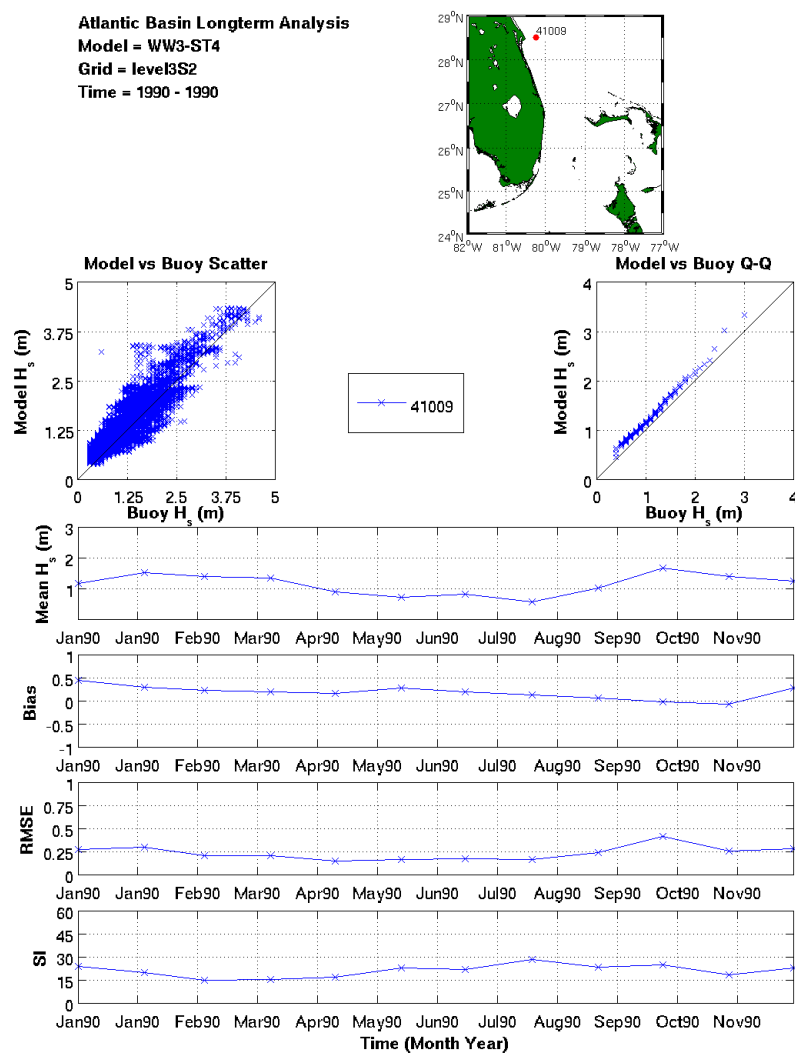 Atlantic Basin Longterm Analysis
Model = WW3-ST4
Grid = level3S2
Time = 1990 - 1990
29°N
28°N
27°N
26°N
25°N
24°N
82°W 81°W 80°W 79°W 78°W 77°W
41009
Model vs Buoy Scatter
Model H_s (m)
5
3.75
2.5
1.25
0
0 1.25 2.5 3.75 5
Buoy H_s (m)
41009
Model vs Buoy Q-Q
Model H_s (m)
4
3
2
1
0
0 1 2 3 4
Buoy H_s (m)
Mean H_s (m)
3
2
1
Jan90 Jan90 Feb90 Mar90 Apr90 May90 Jun90 Jul90 Aug90 Sep90 Oct90 Nov90
Bias
1
0.5
0
-0.5
-1
Jan90 Jan90 Feb90 Mar90 Apr90 May90 Jun90 Jul90 Aug90 Sep90 Oct90 Nov90
RMSE
1
0.75
0.5
0.25
0
Jan90 Jan90 Feb90 Mar90 Apr90 May90 Jun90 Jul90 Aug90 Sep90 Oct90 Nov90
SI
60
45
30
15
0
Jan90 Jan90 Feb90 Mar90 Apr90 May90 Jun90 Jul90 Aug90 Sep90 Oct90 Nov90
Time (Month Year)